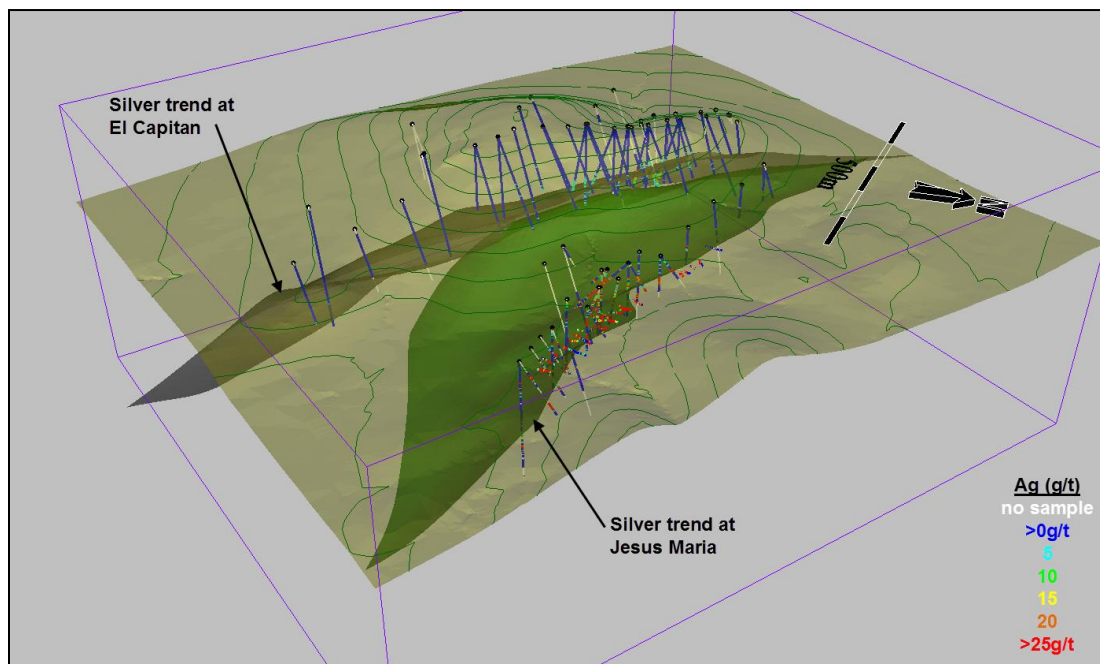 Silver trend at
El Capitan
500m
N
Silver trend at
Jesus Maria
Ag (g/t)
no sample
>0g/t
5
10
15
20
>25g/t